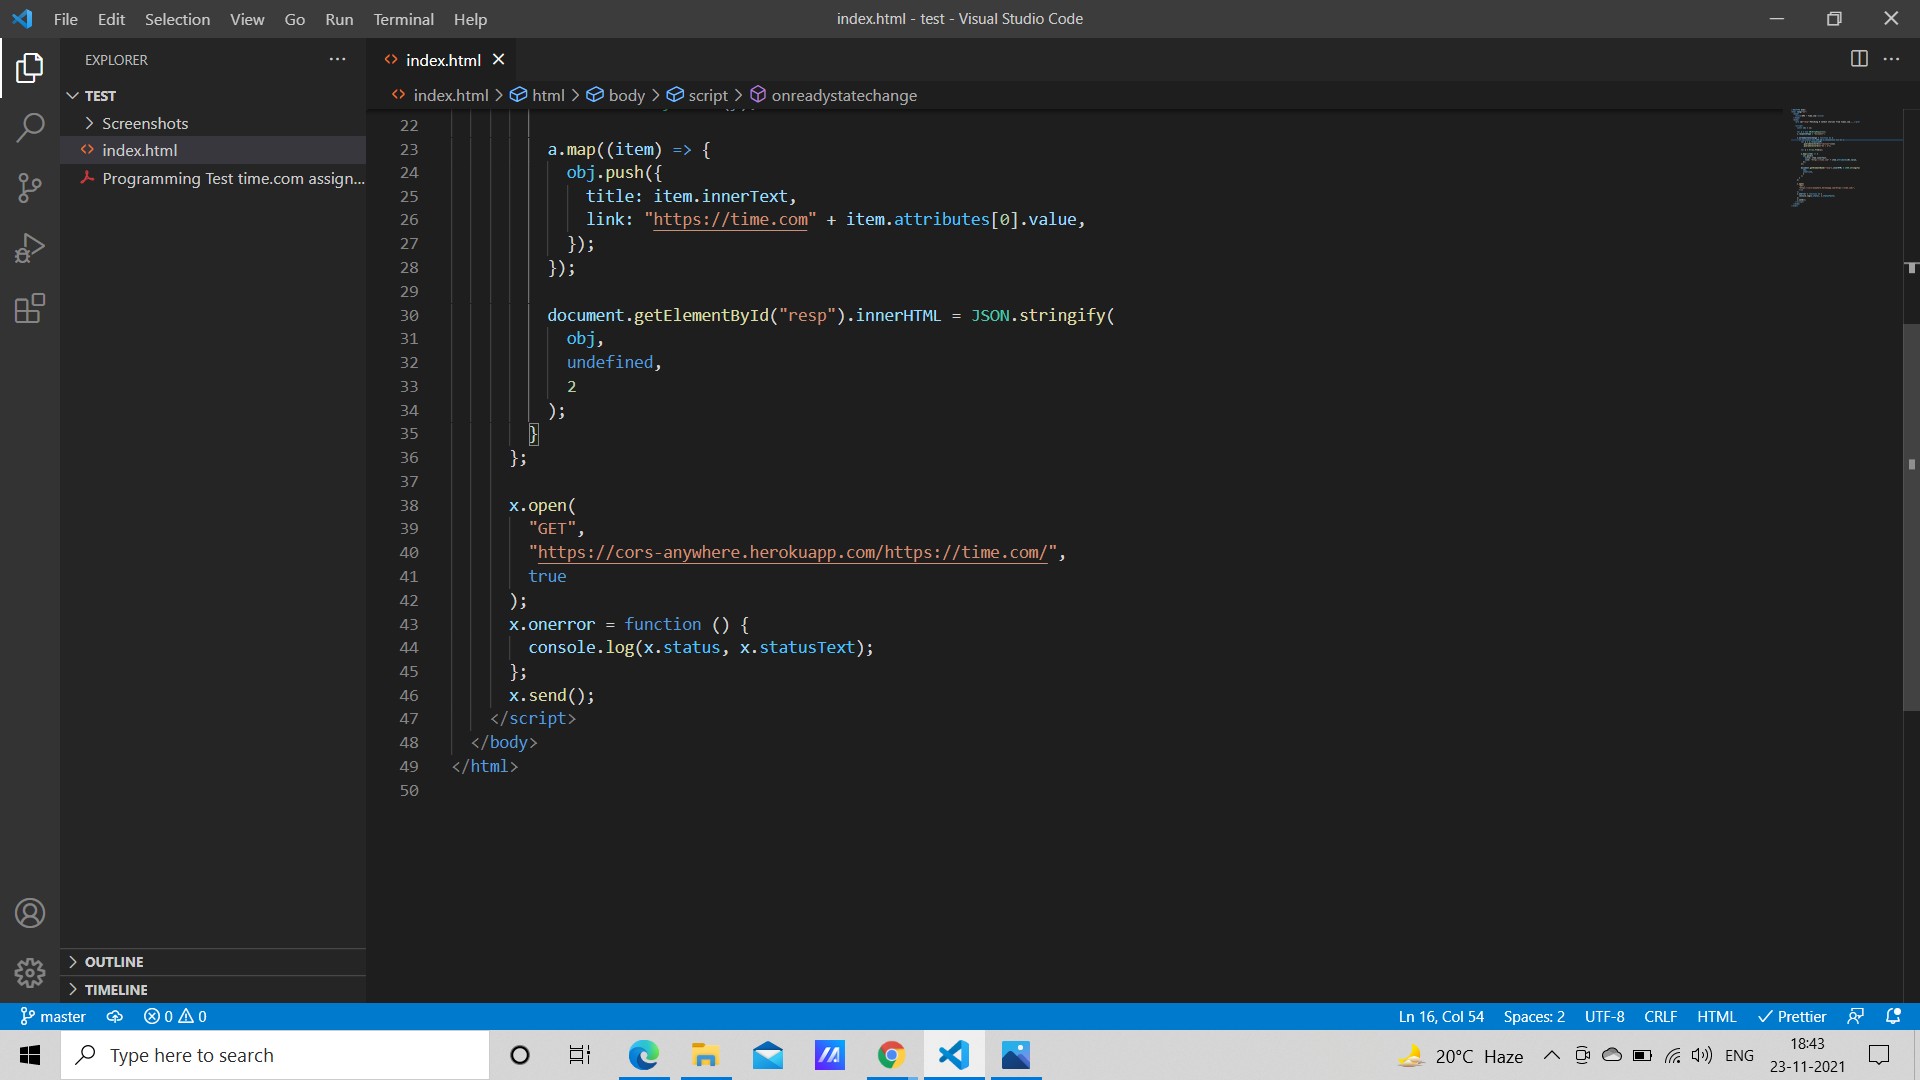 File Edit Selection View Go Run Terminal Help
index.html - test - Visual Studio Code
EXPLORER
index.html
TEST
index.html > html > body > script > onreadystatechange
Screenshots
index.html
Programming Test time.com assign...
22
23 a.map((item) => {
24 obj.push({
25 title: item.innerText,
26 link: "https://time.com" + item.attributes[0].value,
27 });
28 });
29
30 document.getElementById("resp").innerHTML = JSON.stringify(
31 obj,
32 undefined,
33 2
34 );
35 }
36 };
37
38 x.open(
39 "GET",
40 "https://cors-anywhere.herokuapp.com/https://time.com/",
41 true
42 );
43 x.onerror = function () {
44 console.log(x.status, x.statusText);
45 };
46 x.send();
47 </script>
48 </body>
49 </html>
50
OUTLINE
TIMELINE
master 0 0
Ln 16, Col 54 Spaces: 2 UTF-8 CRLF HTML Prettier
Type here to search
20°C Haze ENG
18:43
23-11-2021